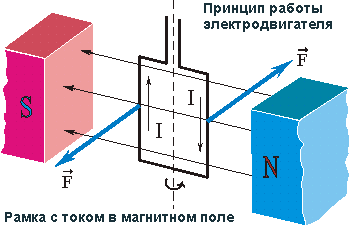 Принцип работы
электродвигателя
S
F
I
I
N
F
Рамка с током в магнитном поле